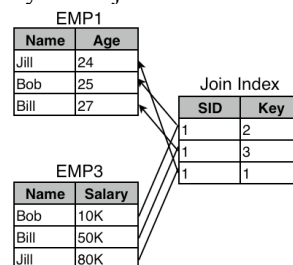 EMP1
Name Age
Jill 24
Bob 25
Bill 27
Join Index
SID Key
1 2
1 3
1 1
EMP3
Name Salary
Bob 10K
Bill 50K
Jill 80K